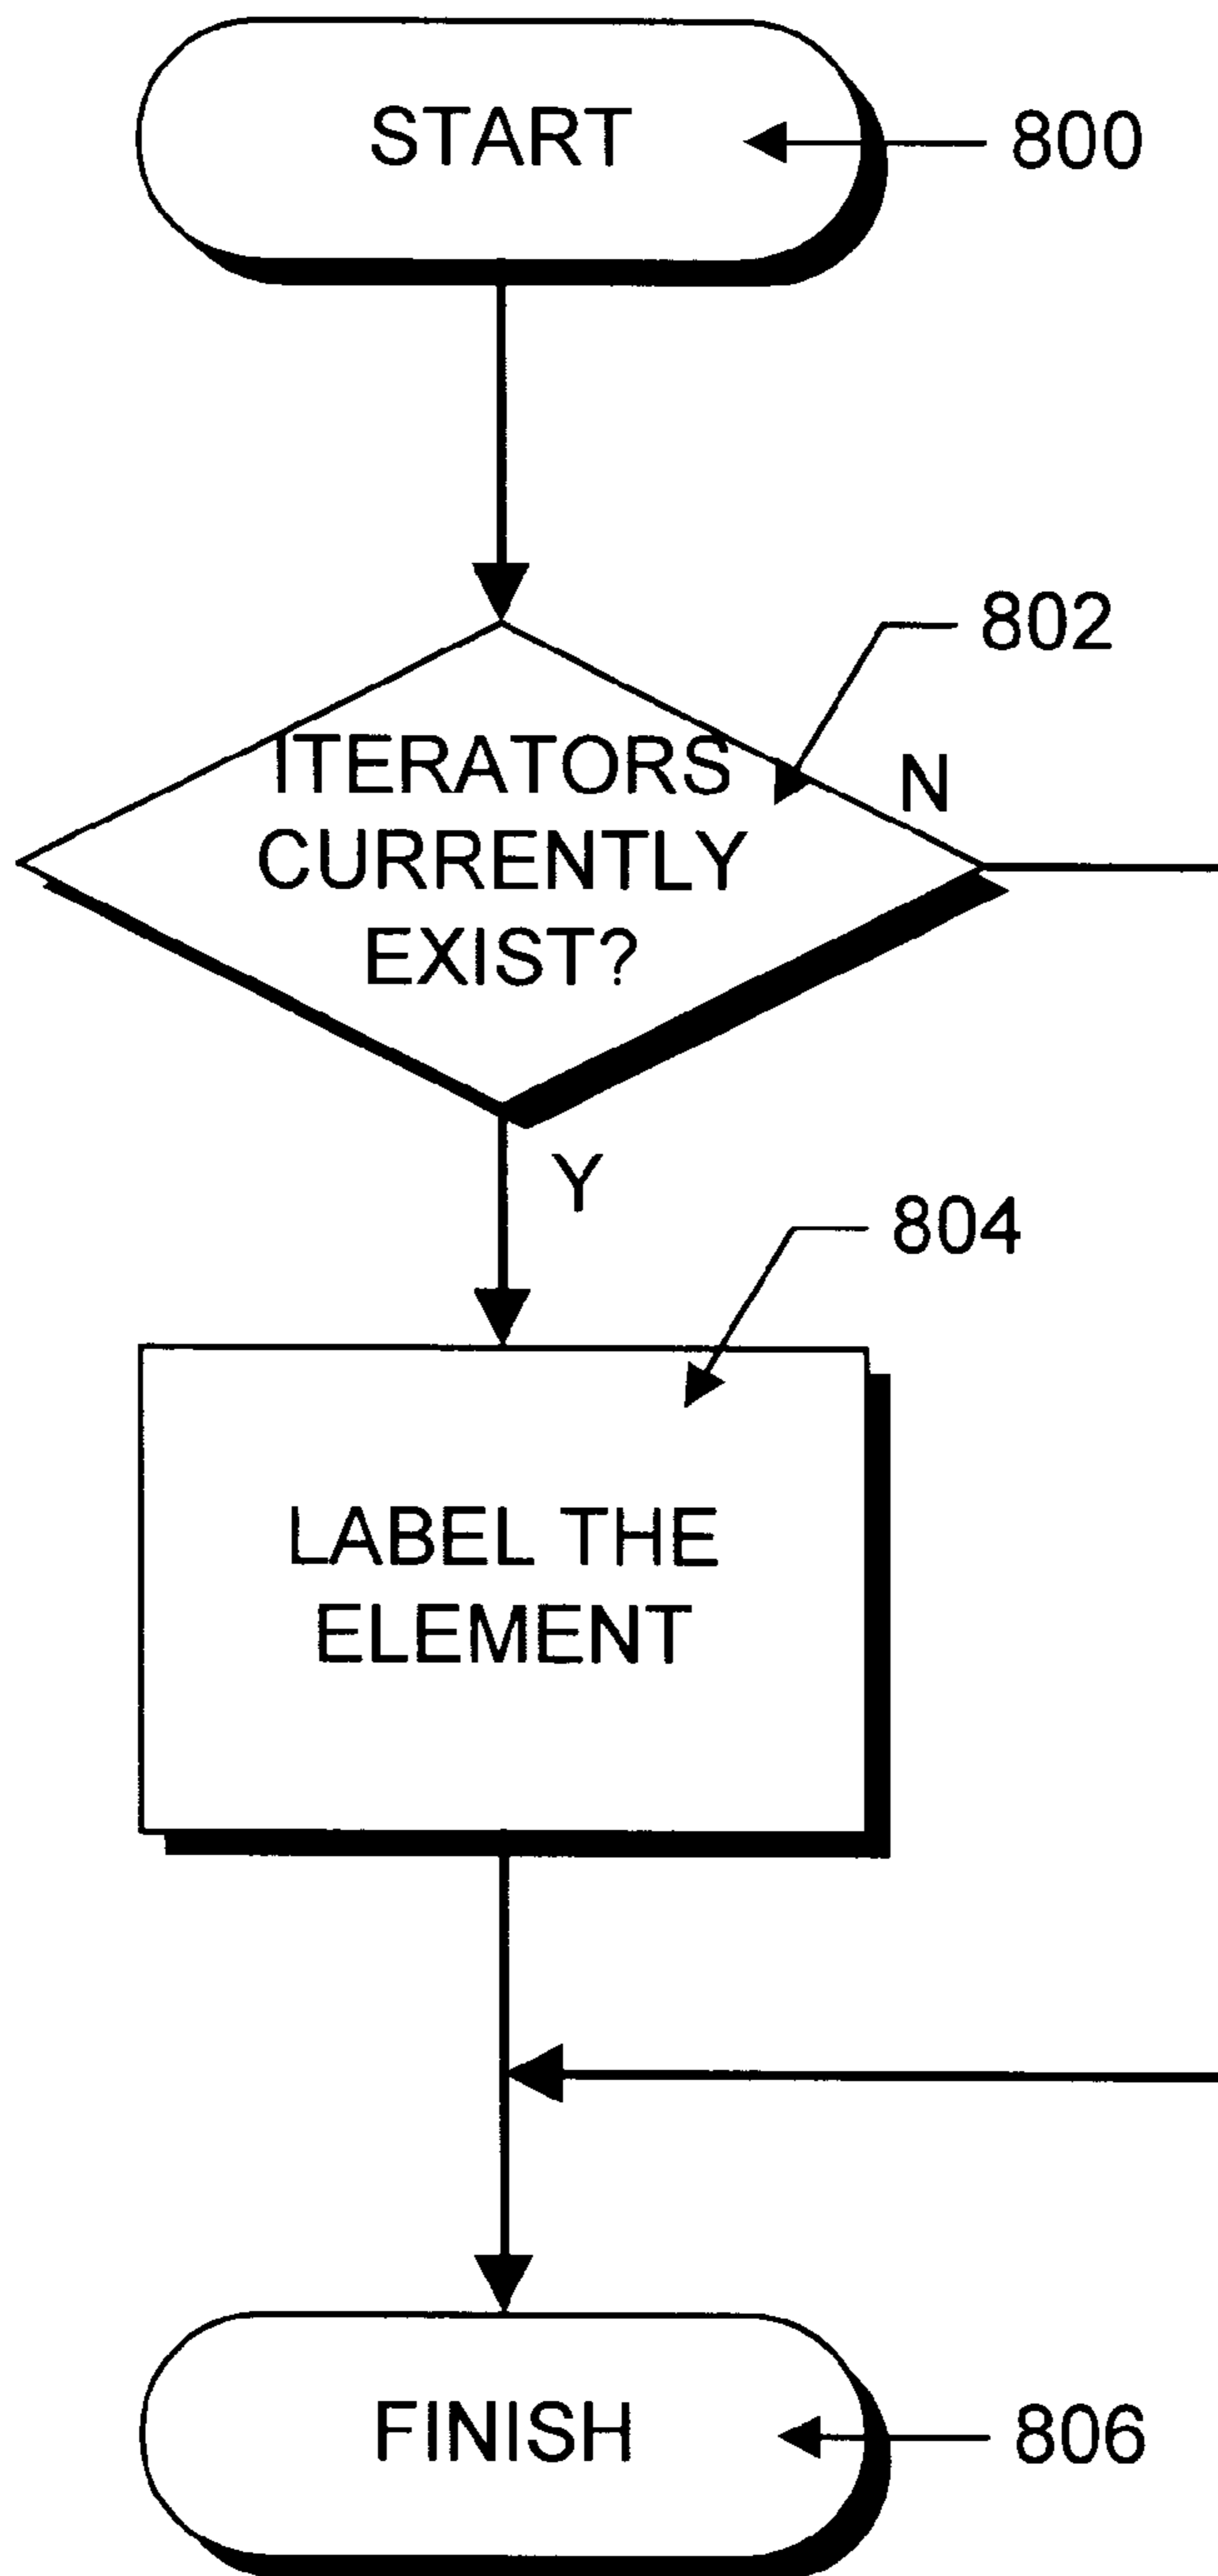 START
800
802
ITERATORS
N
CURRENTLY
EXIST?
Y
804
LABEL THE
ELEMENT
FINISH
806